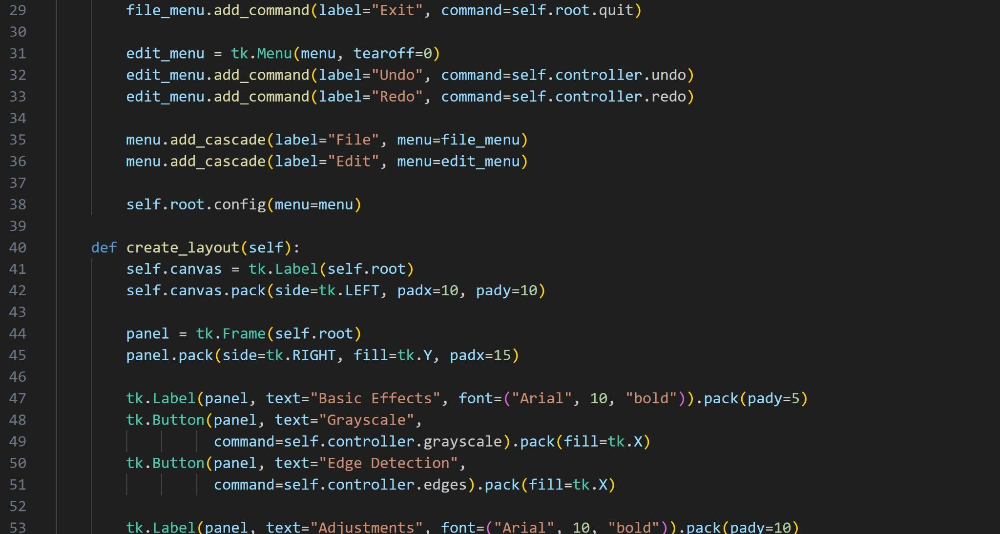 29 file_menu.add_command(label="Exit", command=self.root.quit)
30
31 edit_menu = tk.Menu(menu, tearoff=0)
32 edit_menu.add_command(label="Undo", command=self.controller.undo)
33 edit_menu.add_command(label="Redo", command=self.controller.redo)
34
35 menu.add_cascade(label="File", menu=file_menu)
36 menu.add_cascade(label="Edit", menu=edit_menu)
37
38 self.root.config(menu=menu)
39
40 def create_layout(self):
41 self.canvas = tk.Label(self.root)
42 self.canvas.pack(side=tk.LEFT, padx=10, pady=10)
43
44 panel = tk.Frame(self.root)
45 panel.pack(side=tk.RIGHT, fill=tk.Y, padx=15)
46
47 tk.Label(panel, text="Basic Effects", font=("Arial", 10, "bold")).pack(pady=5)
48 tk.Button(panel, text="Grayscale",
49 command=self.controller.grayscale).pack(fill=tk.X)
50 tk.Button(panel, text="Edge Detection",
51 command=self.controller.edges).pack(fill=tk.X)
52
53 tk.Label(panel, text="Adjustments", font=("Arial", 10, "bold")).pack(pady=10)